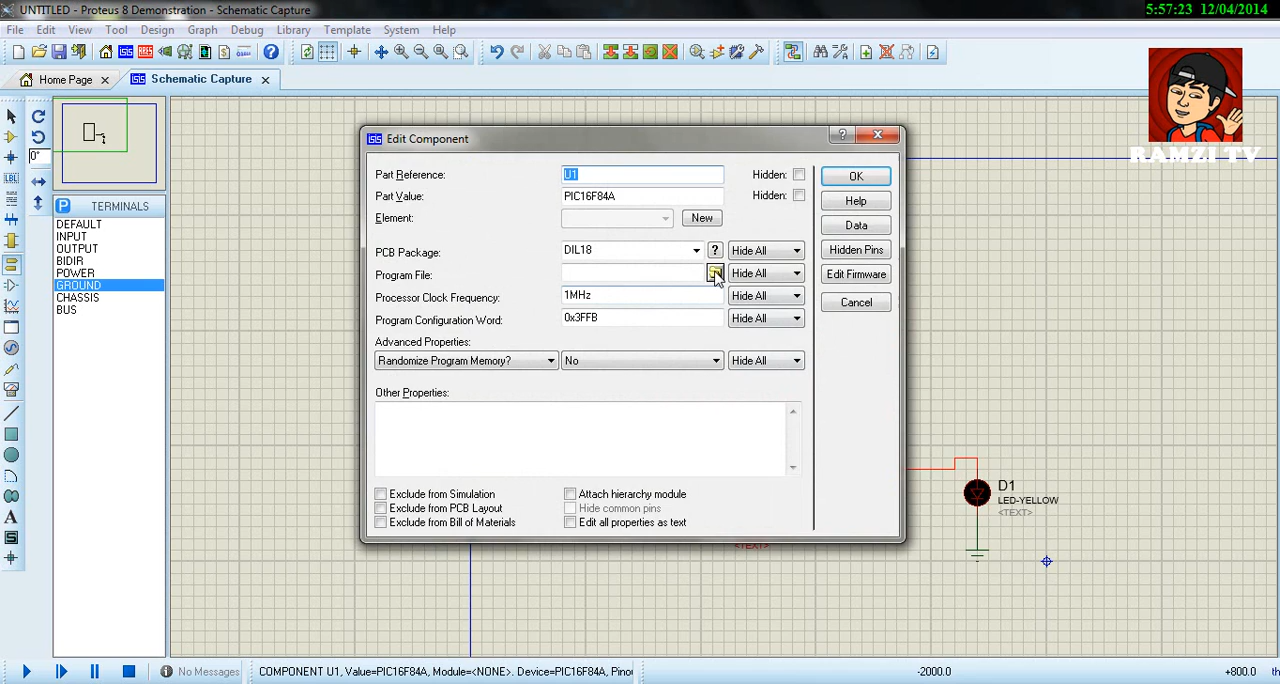 UNTITLED - Proteus 8 Demonstration - Schematic Capture
5:57:23 12/04/2014
File Edit View Tool Design Graph Debug Library Template System Help
Home Page
Schematic Capture
RAMZI TV
0°
LBL
P TERMINALS
DEFAULT
INPUT
OUTPUT
BIDIR
POWER
GROUND
CHASSIS
BUS
A
S
Edit Component
Part Reference: U1 Hidden: OK
Part Value: PIC16F84A Hidden: Help
Element: New Data
PCB Package: DIL18 ? Hide All Hidden Pins
Program File: Hide All Edit Firmware
Processor Clock Frequency: 1MHz Hide All Cancel
Program Configuration Word: 0x3FFB Hide All
Advanced Properties:
Randomize Program Memory? No Hide All
Other Properties:
Exclude from Simulation Attach hierarchy module
Exclude from PCB Layout Hide common pins
Exclude from Bill of Materials Edit all properties as text
D1
LED-YELLOW
<TEXT>
<TEXT>
No Messages COMPONENT U1, Value=PIC16F84A, Module=<NONE>. Device=PIC16F84A, Pino -2000.0 +800.0 th